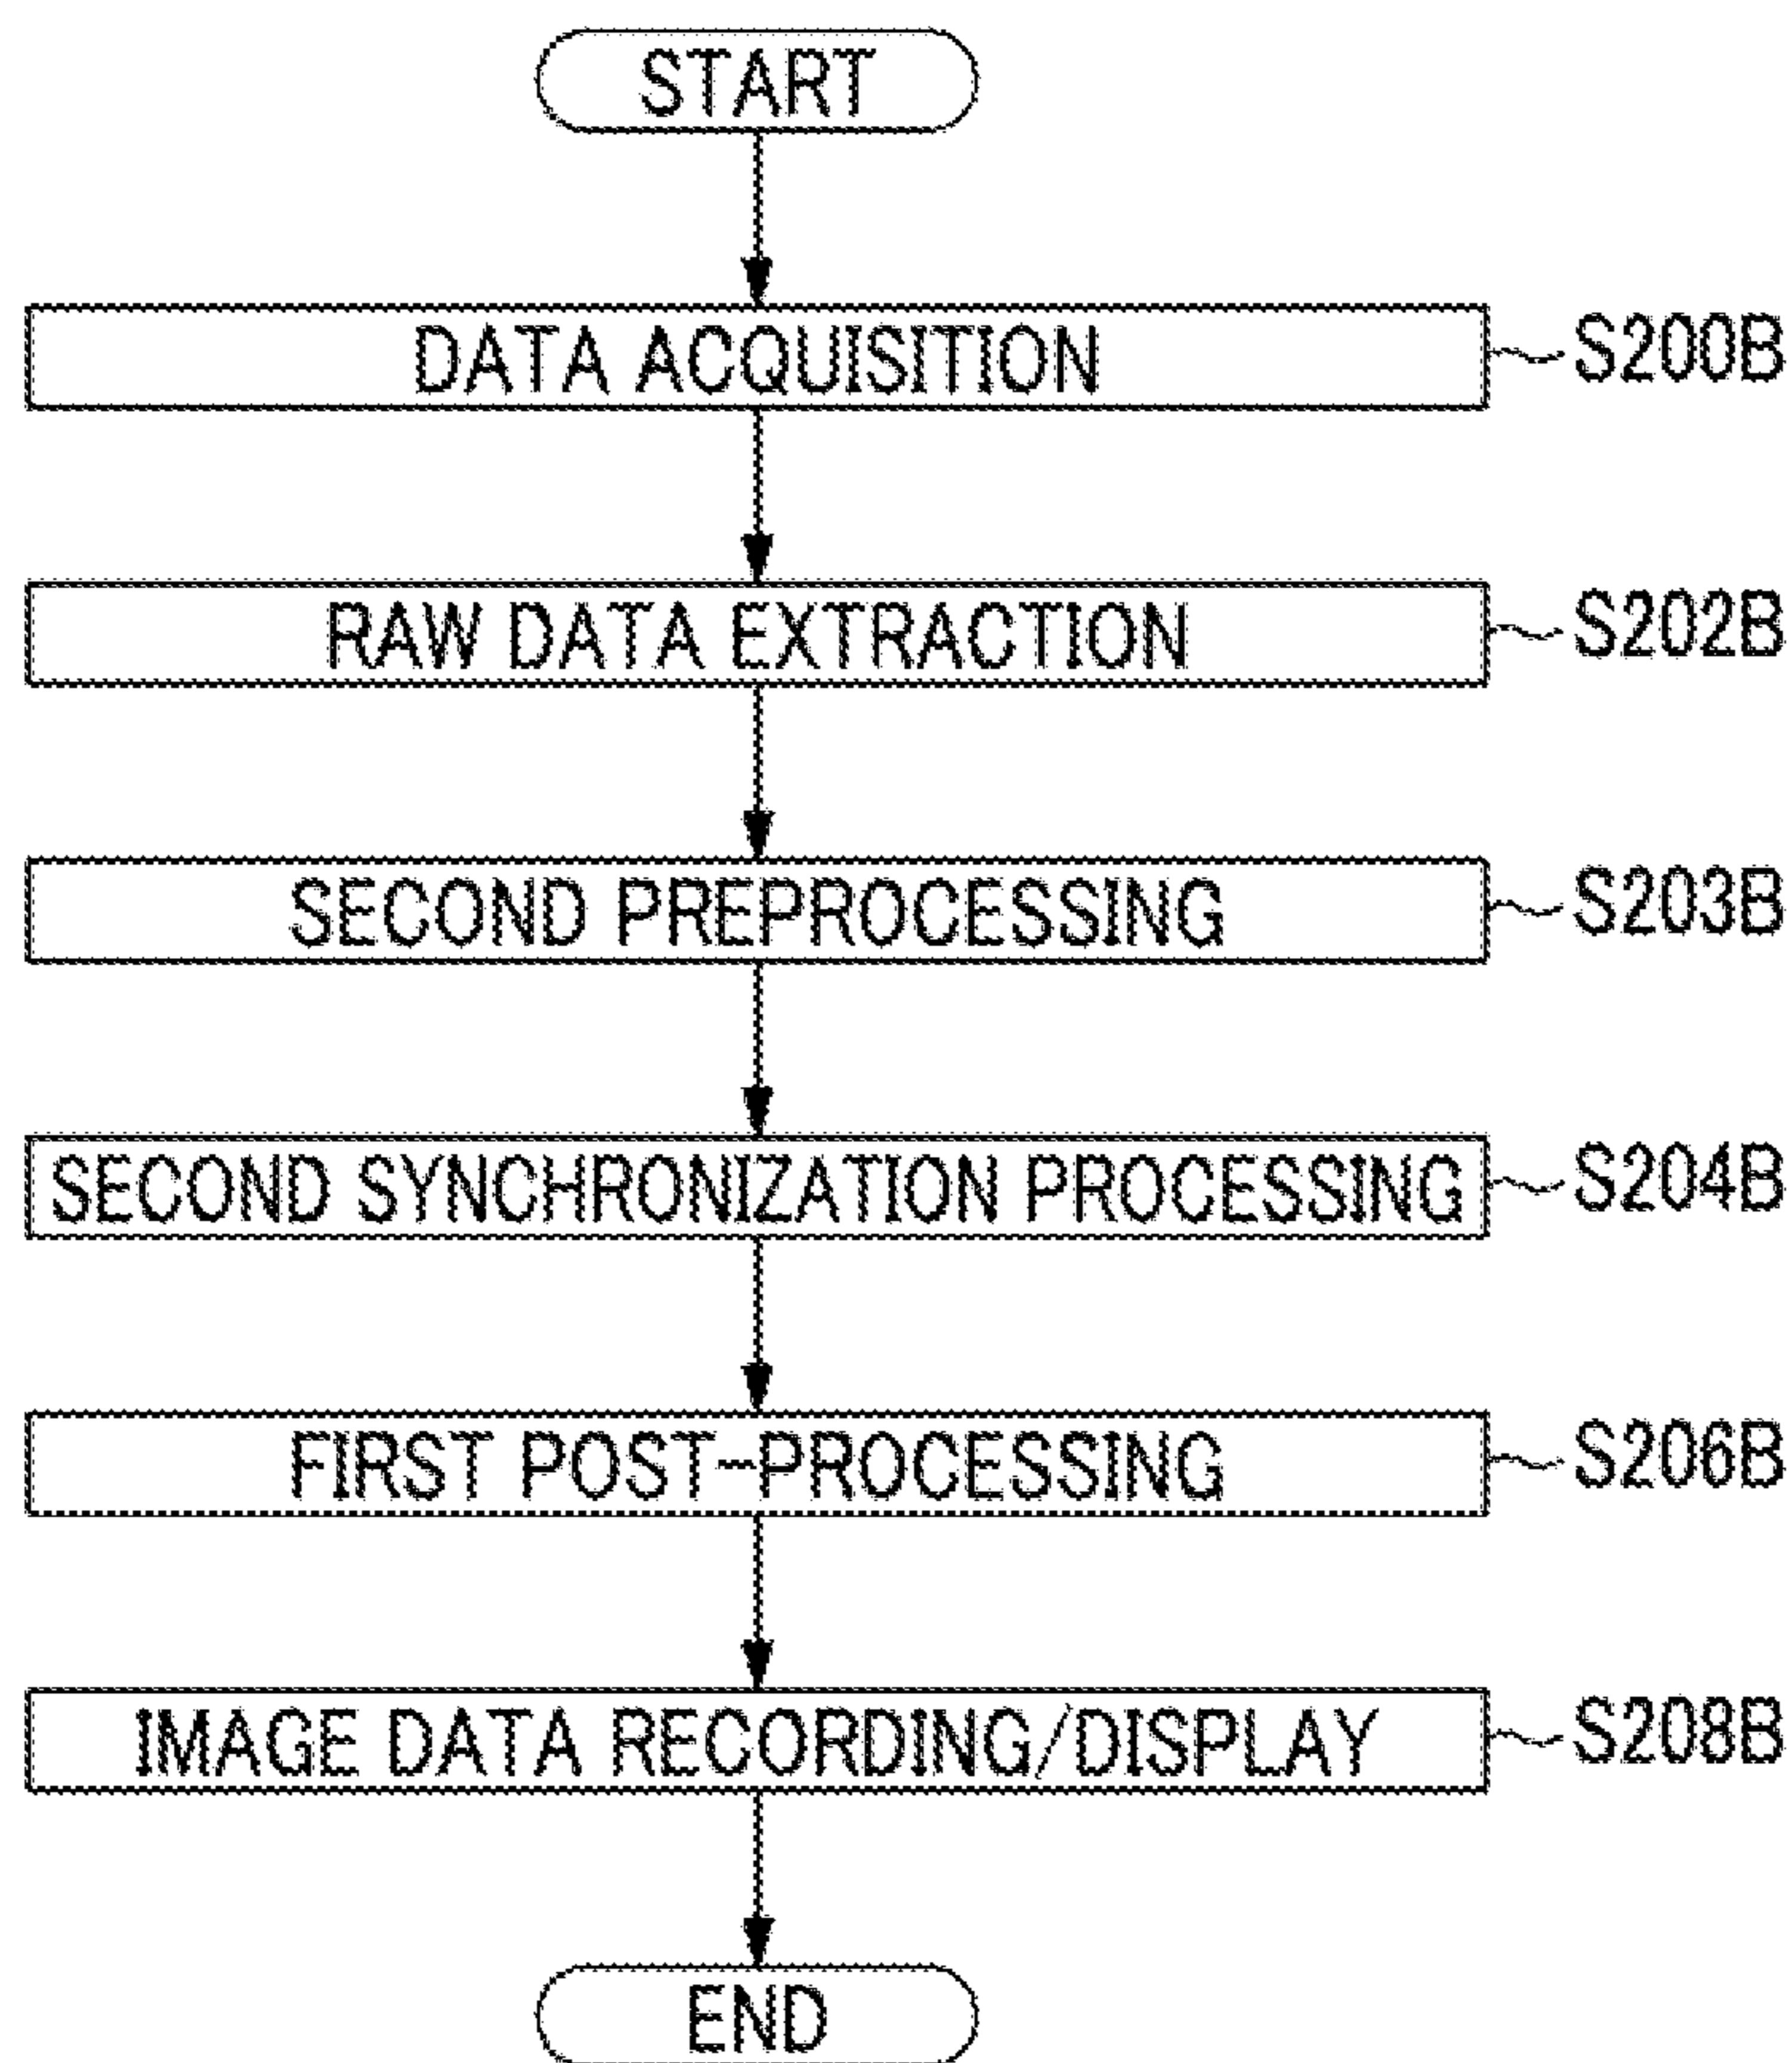 START
DATA ACQUISITION S200B
RAW DATA EXTRACTION S202B
SECOND PREPROCESSING S203B
SECOND SYNCHRONIZATION PROCESSING S204B
FIRST POST-PROCESSING S206B
IMAGE DATA RECORDING/DISPLAY S208B
END